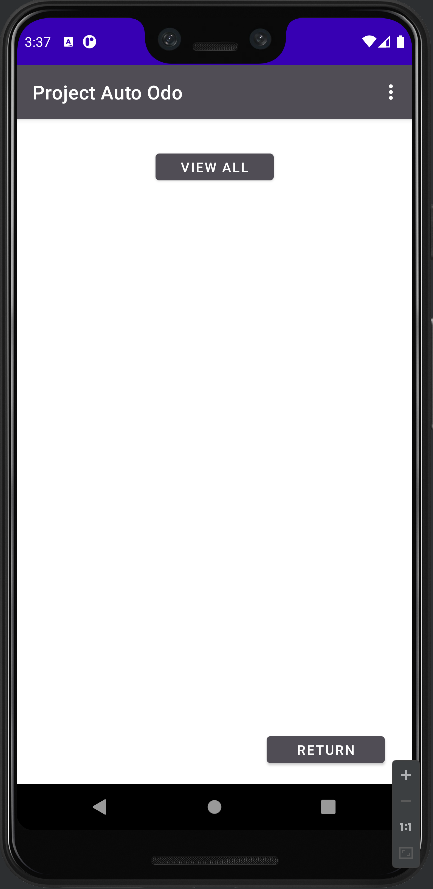 3:37
A
Project Auto Odo
VIEW ALL
RETURN
1:1